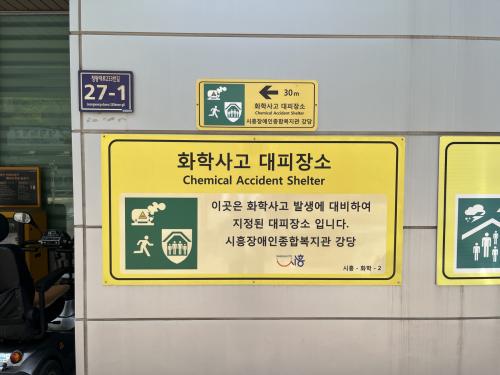 27-1
30m
화학사고 대피장소
Chemical Accident Shelter
시흥장애인종합복지관 강당
화학사고 대피장소
Chemical Accident Shelter
이곳은 화학사고 발생에 대비하여
지정된 대피장소 입니다.
시흥장애인종합복지관 강당
시흥
시흥 - 화학 - 2